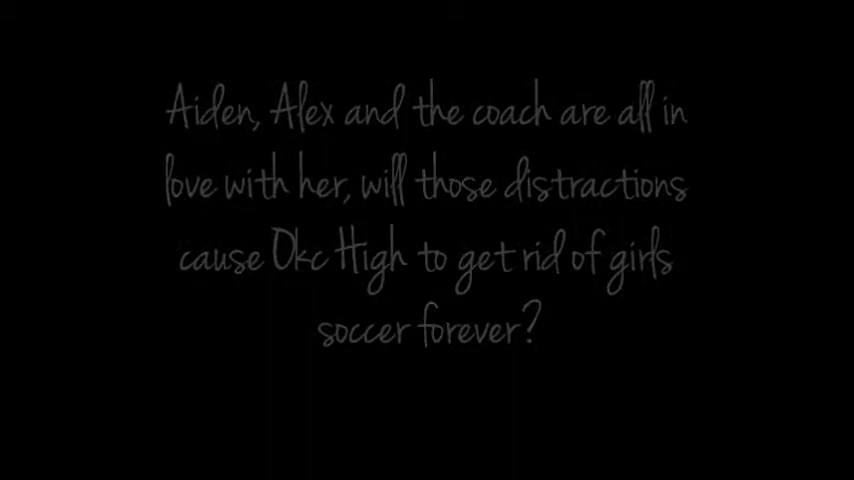 Aiden, Alex and the coach are all in
love with her, will those distractions
cause Okc High to get rid of girls
soccer forever?